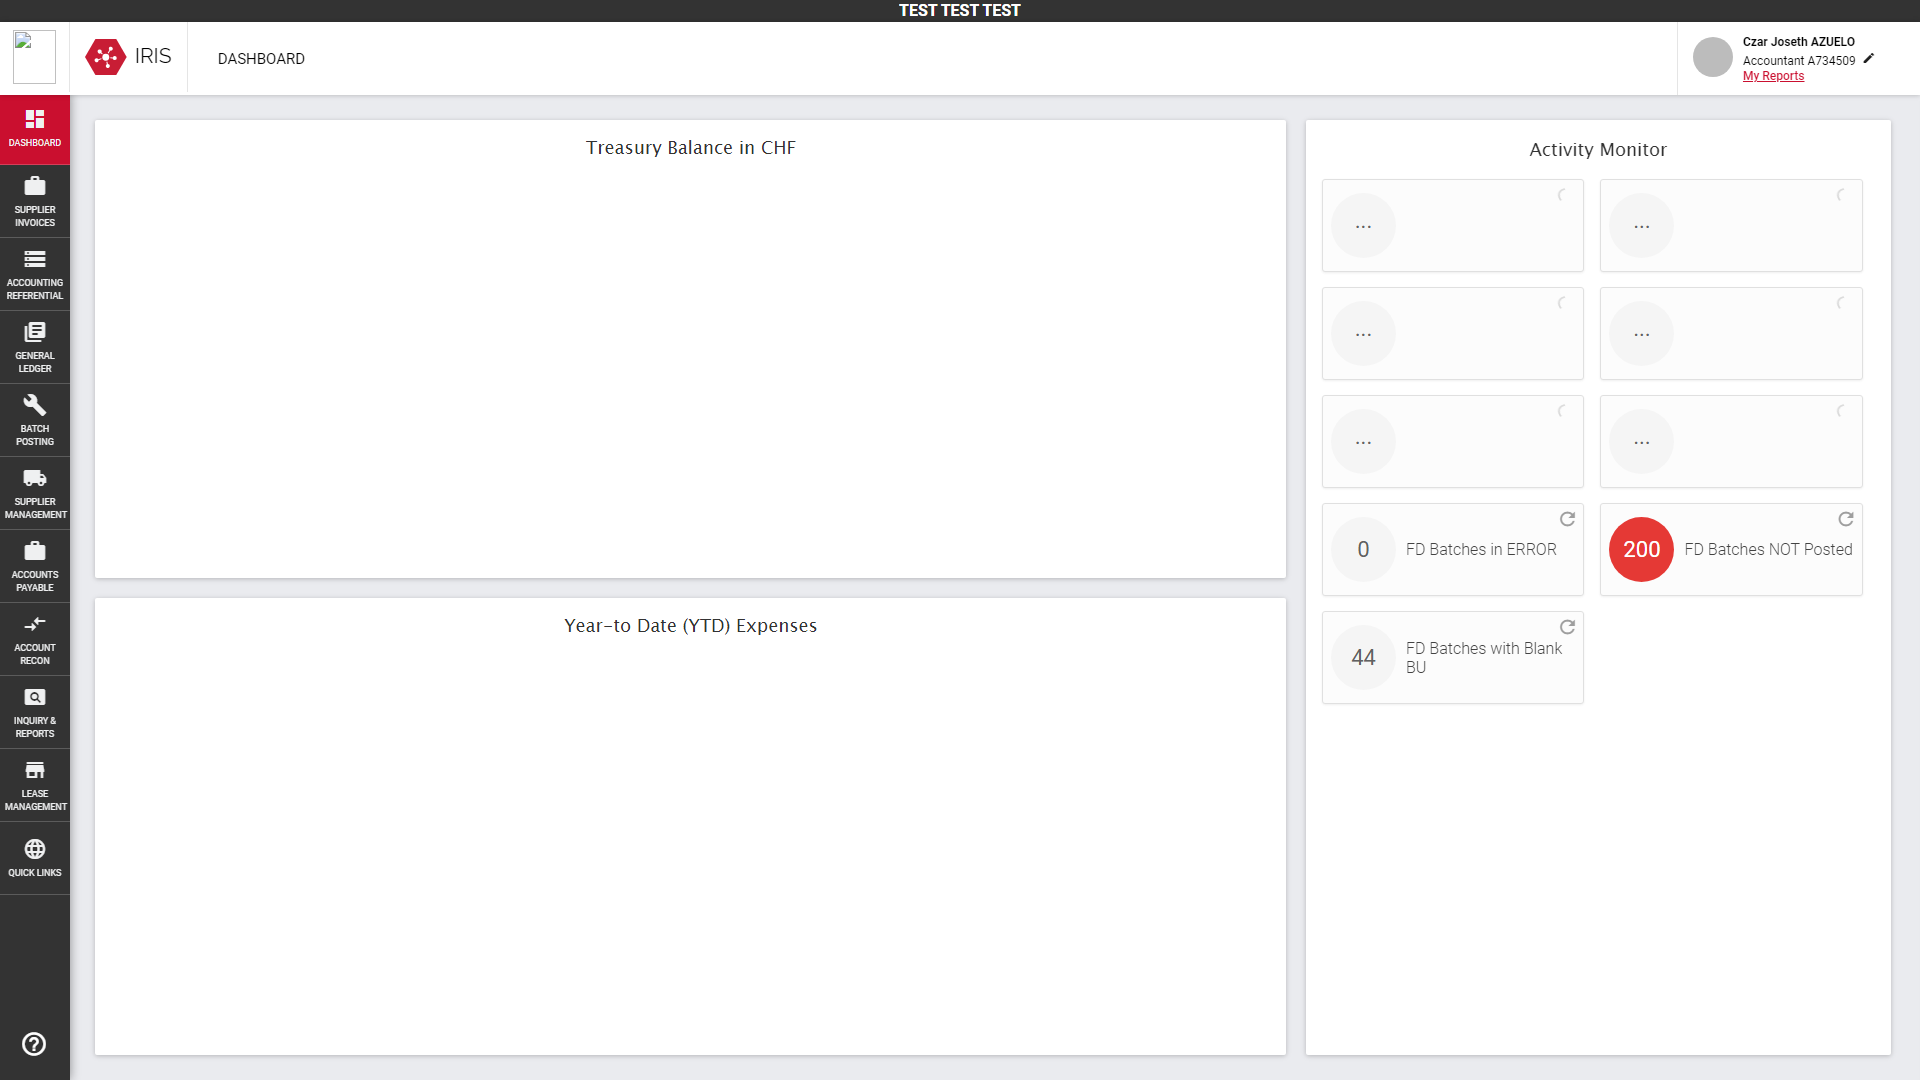 TEST TEST TEST
IRIS
DASHBOARD
Czar Joseth AZUELO
Accountant A734509
My Reports
DASHBOARD
SUPPLIER
INVOICES
ACCOUNTING
REFERENTIAL
GENERAL
LEDGER
BATCH
POSTING
SUPPLIER
MANAGEMENT
ACCOUNTS
PAYABLE
ACCOUNT
RECON
INQUIRY &
REPORTS
LEASE
MANAGEMENT
QUICK LINKS
Treasury Balance in CHF
Year-to Date (YTD) Expenses
Activity Monitor
...
...
...
...
...
...
0 FD Batches in ERROR
200 FD Batches NOT Posted
44 FD Batches with Blank
BU